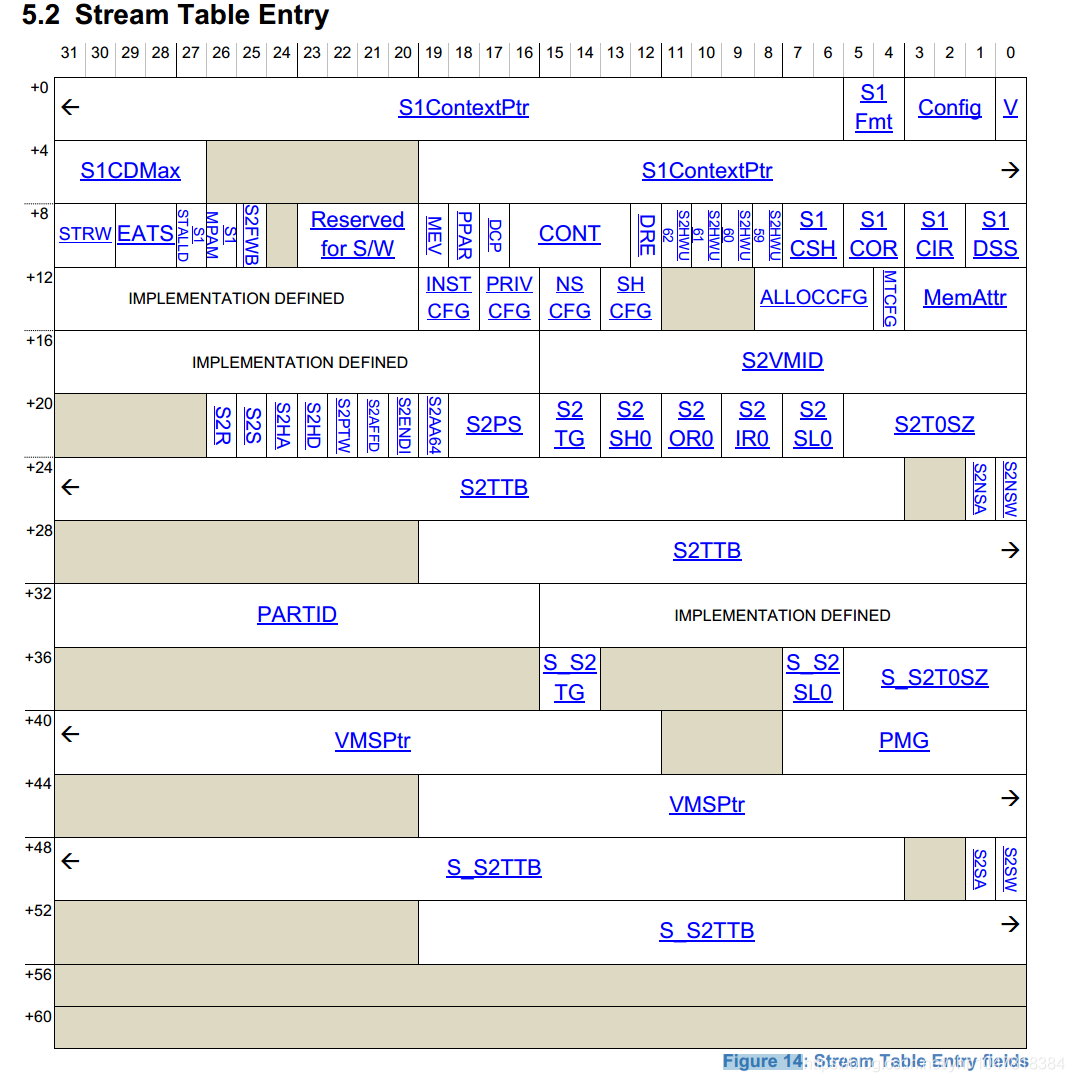 5.2 Stream Table Entry
31 30 29 28 27 26 25 24 23 22 21 20 19 18 17 16 15 14 13 12 11 10 9 8 7 6 5 4 3 2 1 0
+0
← S1ContextPtr
S1
Fmt
Config
V
+4
S1CDMax
S1ContextPtr →
+8
STRW
EATS
S1
STALLD
S1
MPAM
S2FWB
Reserved
for S/W
MEV
PPAR
DCP
CONT
DRE
S2HWU
62
S2HWU
61
S2HWU
60
S2HWU
59
S1
CSH
S1
COR
S1
CIR
S1
DSS
+12
IMPLEMENTATION DEFINED
INST
CFG
PRIV
CFG
NS
CFG
SH
CFG
ALLOCCFG
MTCFG
MemAttr
+16
IMPLEMENTATION DEFINED
S2VMID
+20
S2R
S2S
S2HA
S2HD
S2PTW
S2AFFD
S2ENDI
S2AA64
S2PS
S2
TG
S2
SH0
S2
OR0
S2
IR0
S2
SL0
S2T0SZ
+24
← S2TTB
S2NSA
S2NSW
+28
S2TTB →
+32
PARTID
IMPLEMENTATION DEFINED
+36
S_S2
TG
S_S2
SL0
S_S2T0SZ
+40
← VMSPtr
PMG
+44
VMSPtr →
+48
← S_S2TTB
S2SA
S2SW
+52
S_S2TTB →
+56
+60
Figure 14: Stream Table Entry fields